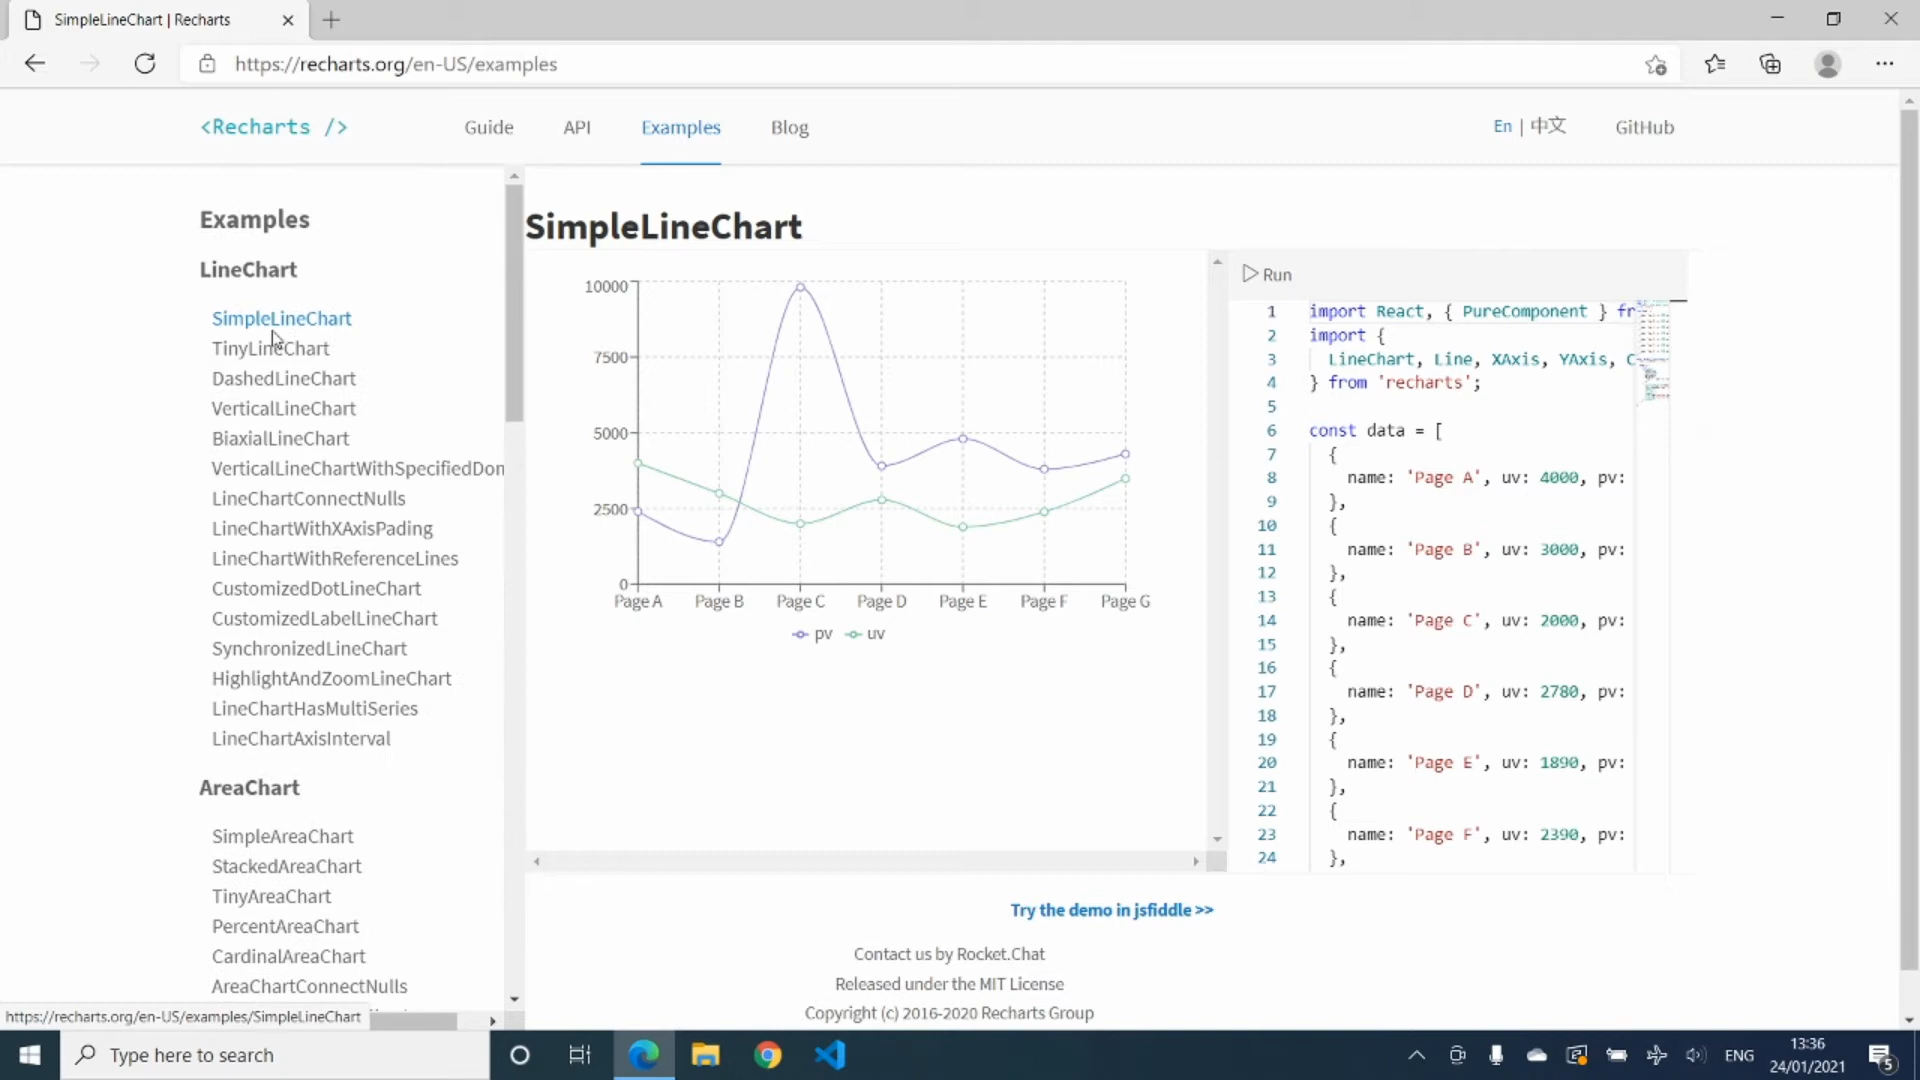 SimpleLineChart | Recharts
https://recharts.org/en-US/examples
<Recharts />
Guide
API
Examples
Blog
En | 中文
GitHub
Examples
LineChart
SimpleLineChart
TinyLineChart
DashedLineChart
VerticalLineChart
BiaxialLineChart
VerticalLineChartWithSpecifiedDom
LineChartConnectNulls
LineChartWithXAxisPading
LineChartWithReferenceLines
CustomizedDotLineChart
CustomizedLabelLineChart
SynchronizedLineChart
HighlightAndZoomLineChart
LineChartHasMultiSeries
LineChartAxisInterval
AreaChart
SimpleAreaChart
StackedAreaChart
TinyAreaChart
PercentAreaChart
CardinalAreaChart
AreaChartConnectNulls
https://recharts.org/en-US/examples/SimpleLineChart
SimpleLineChart
10000
7500
5000
2500
0
Page A Page B Page C Page D Page E Page F Page G
pv uv
Run
1 import React, { PureComponent } fr
2 import {
3 LineChart, Line, XAxis, YAxis, C
4 } from 'recharts';
5
6 const data = [
7 {
8 name: 'Page A', uv: 4000, pv:
9 },
10 {
11 name: 'Page B', uv: 3000, pv:
12 },
13 {
14 name: 'Page C', uv: 2000, pv:
15 },
16 {
17 name: 'Page D', uv: 2780, pv:
18 },
19 {
20 name: 'Page E', uv: 1890, pv:
21 },
22 {
23 name: 'Page F', uv: 2390, pv:
24 },
Try the demo in jsfiddle >>
Contact us by Rocket.Chat
Released under the MIT License
Copyright (c) 2016-2020 Recharts Group
Type here to search
ENG
13:36
24/01/2021
5